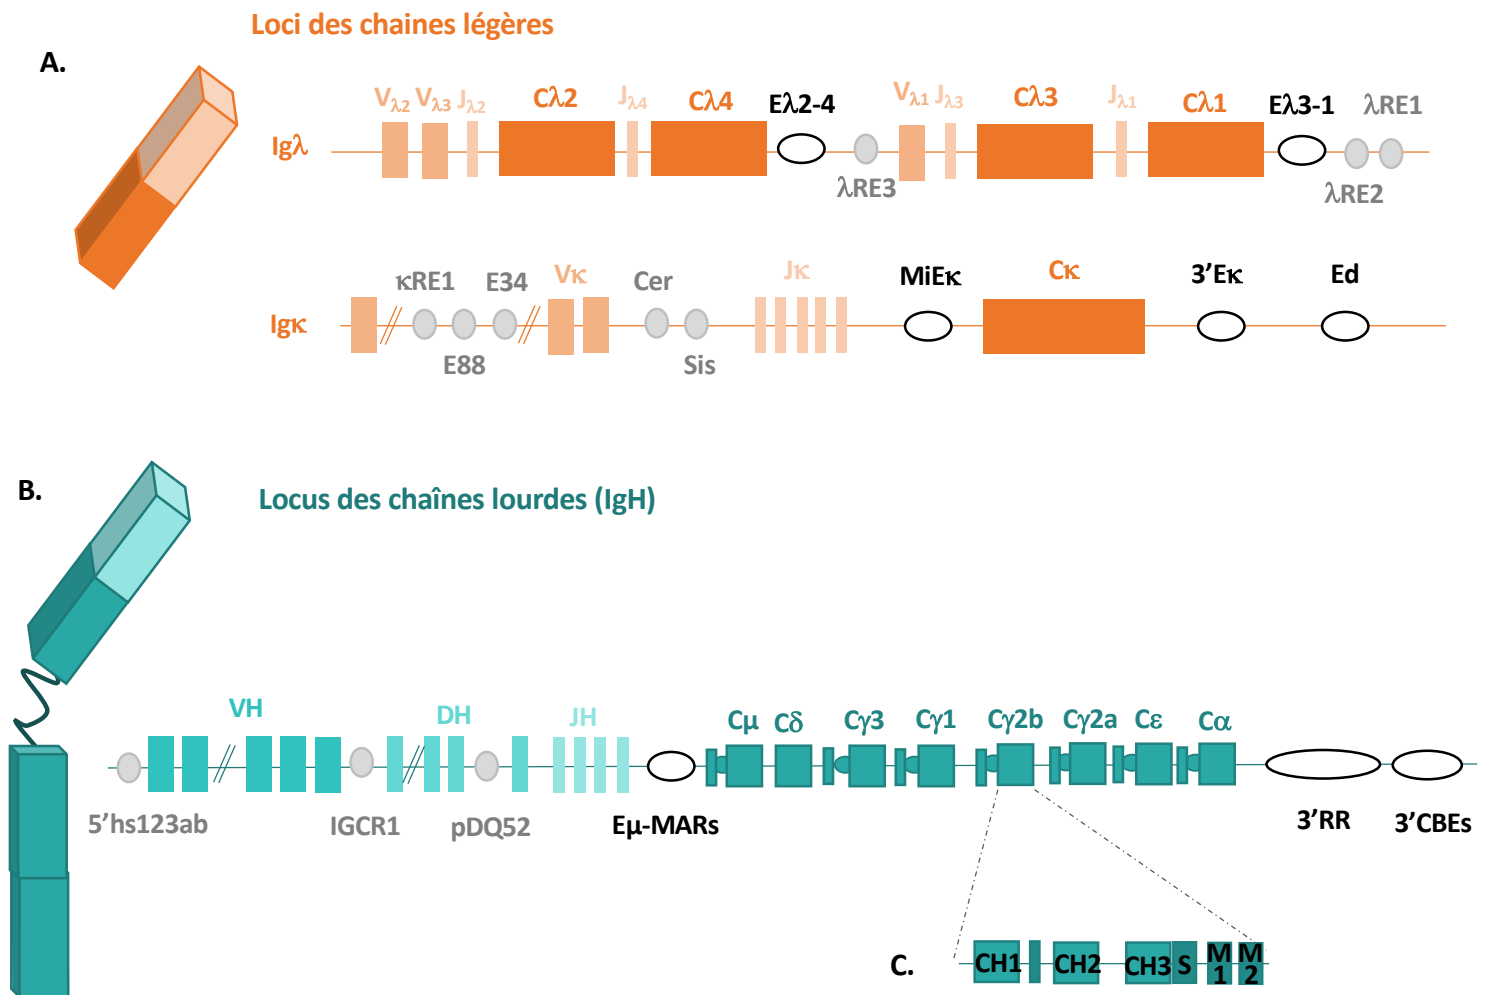 Loci des chaines légères
A.
Vλ2 Vλ3 Jλ2 Cλ2 Jλ4 Cλ4 Eλ2-4 Vλ1 Jλ3 Cλ3 Jλ1 Cλ1 Eλ3-1 λRE1
Igλ
λRE3 λRE2
κRE1 E34 Vκ Cer Jκ MiEκ Cκ 3’Eκ Ed
Igκ
E88 Sis
B.
Locus des chaînes lourdes (IgH)
VH DH JH Cµ Cδ Cγ3 Cγ1 Cγ2b Cγ2a Cε Cα
5’hs123ab IGCR1 pDQ52 Eµ-MARs 3’RR 3’CBEs
C.
CH1 CH2 CH3 S M1 M2